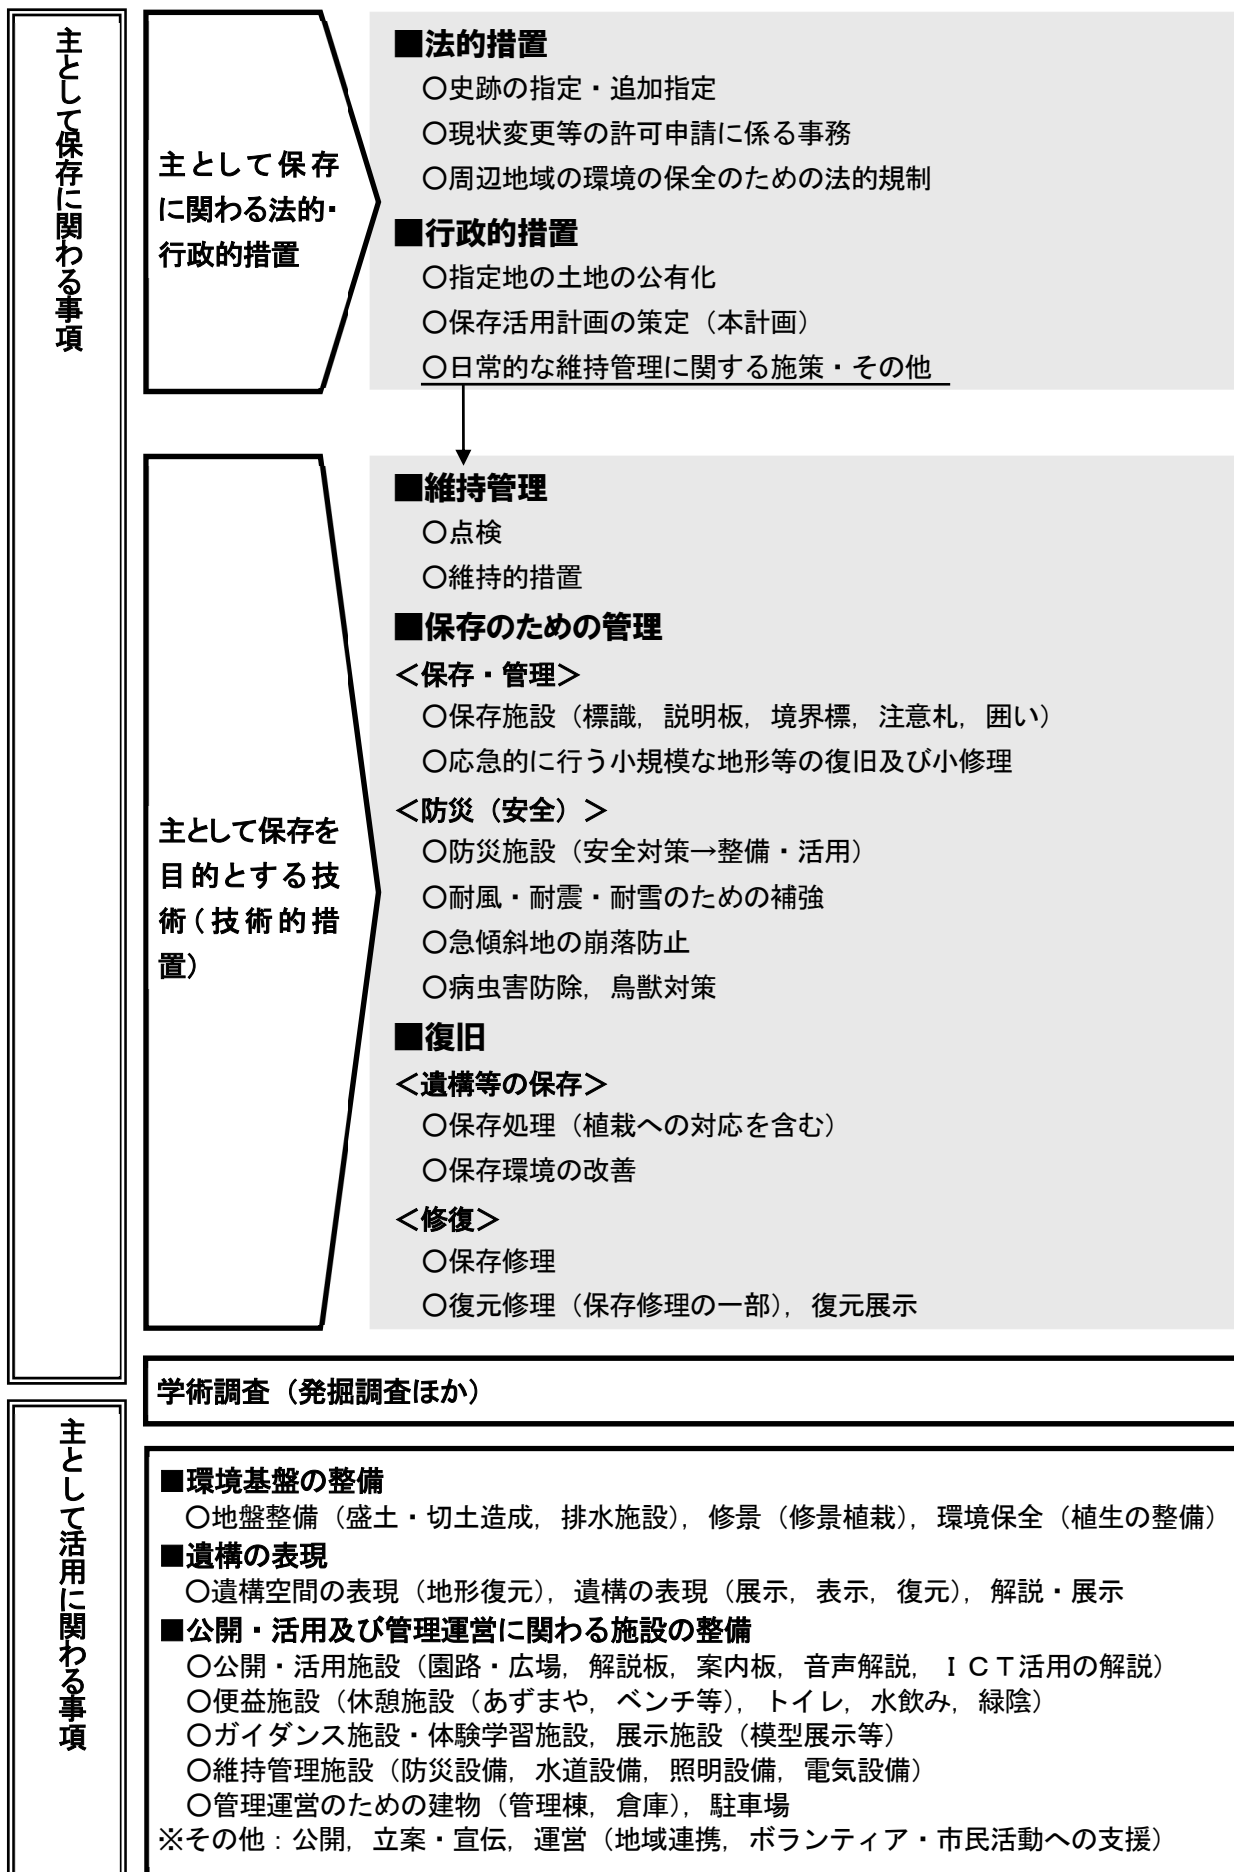 主として保存に関わる事項
主として保存
に関わる法的・
行政的措置
■法的措置
○史跡の指定・追加指定
○現状変更等の許可申請に係る事務
○周辺地域の環境の保全のための法的規制
■行政的措置
○指定地の土地の公有化
○保存活用計画の策定（本計画）
○日常的な維持管理に関する施策・その他
主として保存を
目的とする技
術（技術的措
置）
■維持管理
○点検
○維持的措置
■保存のための管理
＜保存・管理＞
○保存施設（標識，説明板，境界標，注意札，囲い）
○応急的に行う小規模な地形等の復旧及び小修理
＜防災（安全）＞
○防災施設（安全対策→整備・活用）
○耐風・耐震・耐雪のための補強
○急傾斜地の崩落防止
○病虫害防除，鳥獣対策
■復旧
＜遺構等の保存＞
○保存処理（植栽への対応を含む）
○保存環境の改善
＜修復＞
○保存修理
○復元修理（保存修理の一部），復元展示
学術調査（発掘調査ほか）
主として活用に関わる事項
■環境基盤の整備
○地盤整備（盛土・切土造成，排水施設），修景（修景植栽），環境保全（植生の整備）
■遺構の表現
○遺構空間の表現（地形復元），遺構の表現（展示，表示，復元），解説・展示
■公開・活用及び管理運営に関わる施設の整備
○公開・活用施設（園路・広場，解説板，案内板，音声解説，ＩＣＴ活用の解説）
○便益施設（休憩施設（あずまや，ベンチ等），トイレ，水飲み，緑陰）
○ガイダンス施設・体験学習施設，展示施設（模型展示等）
○維持管理施設（防災設備，水道設備，照明設備，電気設備）
○管理運営のための建物（管理棟，倉庫），駐車場
※その他：公開，立案・宣伝，運営（地域連携，ボランティア・市民活動への支援）